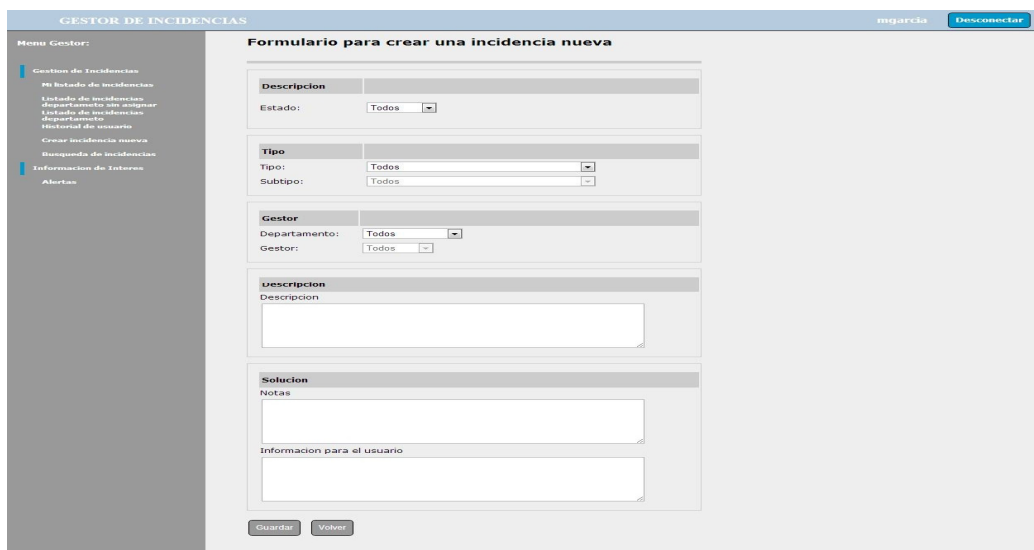 GESTOR DE INCIDENCIAS
mgarcia
Desconectar
Menu Gestor:
Gestion de Incidencias
Mi listado de incidencias
Listado de incidencias
departameto sin asignar
Listado de incidencias
departameto
Historial de usuario
Crear incidencia nueva
Busqueda de incidencias
Informacion de Interes
Alertas
Formulario para crear una incidencia nueva
Descripcion
Estado: Todos
Tipo
Tipo: Todos
Subtipo: Todos
Gestor
Departamento: Todos
Gestor: Todos
Descripcion
Descripcion
Solucion
Notas
Informacion para el usuario
Guardar Volver